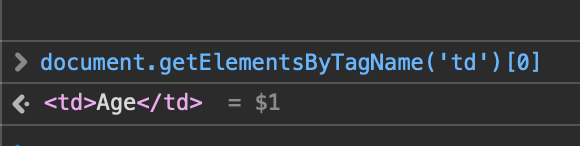 > document.getElementsByTagName('td')[0]
<td>Age</td> = $1